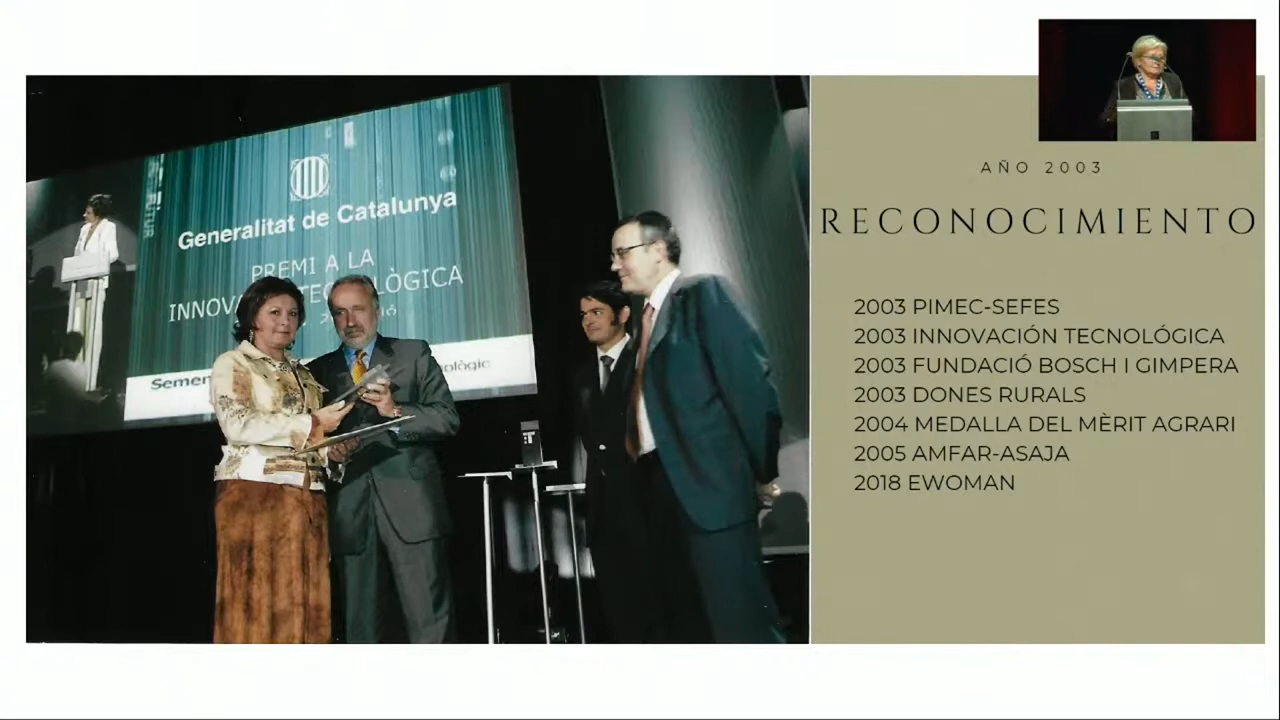 Generalitat de Catalunya
PREMI A LA
AÑO 2003
RECONOCIMIENTO
2003 PIMEC-SEFES
2003 INNOVACIÓN TECNOLÓGICA
2003 FUNDACIÓ BOSCH I GIMPERA
2003 DONES RURALS
2004 MEDALLA DEL MÈRIT AGRARI
2005 AMFAR-ASAJA
2018 EWOMAN